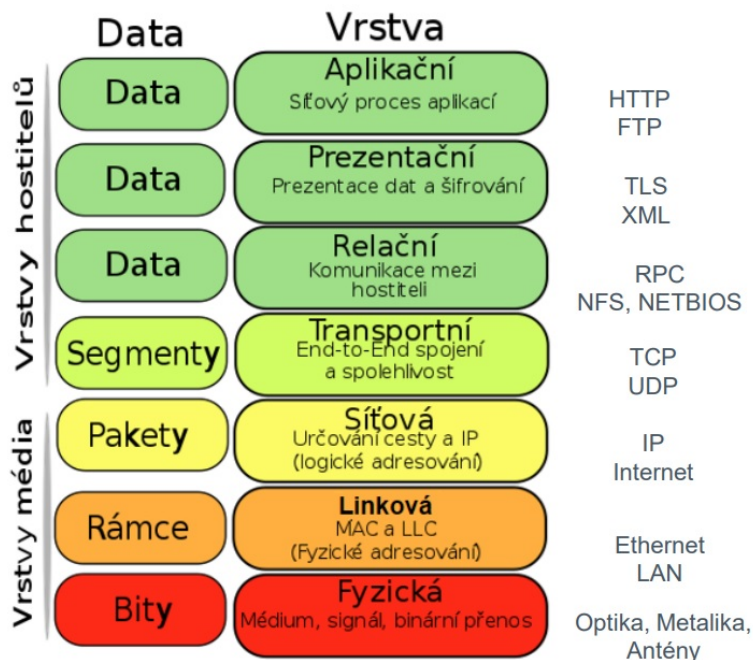 Data
Vrstva
Vrstvy hostitelů
Data
Aplikační
Síťový proces aplikací
HTTP
FTP
Data
Prezentační
Prezentace dat a šifrování
TLS
XML
Data
Relační
Komunikace mezi
hostiteli
RPC
NFS, NETBIOS
Segmenty
Transportní
End-to-End spojení
a spolehlivost
TCP
UDP
Vrstvy média
Pakety
Síťová
Určování cesty a IP
(logické adresování)
IP
Internet
Rámce
Linková
MAC a LLC
(Fyzické adresování)
Ethernet
LAN
Bity
Fyzická
Médium, signál, binární přenos
Optika, Metalika,
Antény